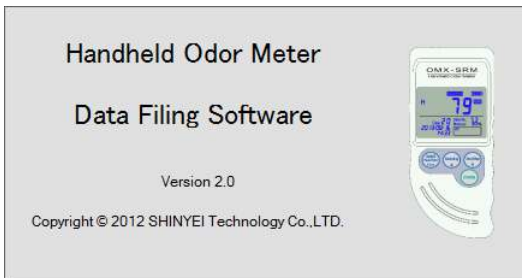 Handheld Odor Meter
Data Filing Software
Version 2.0
Copyright © 2012 SHINYEI Technology Co.,LTD.
OMX-SRM
79